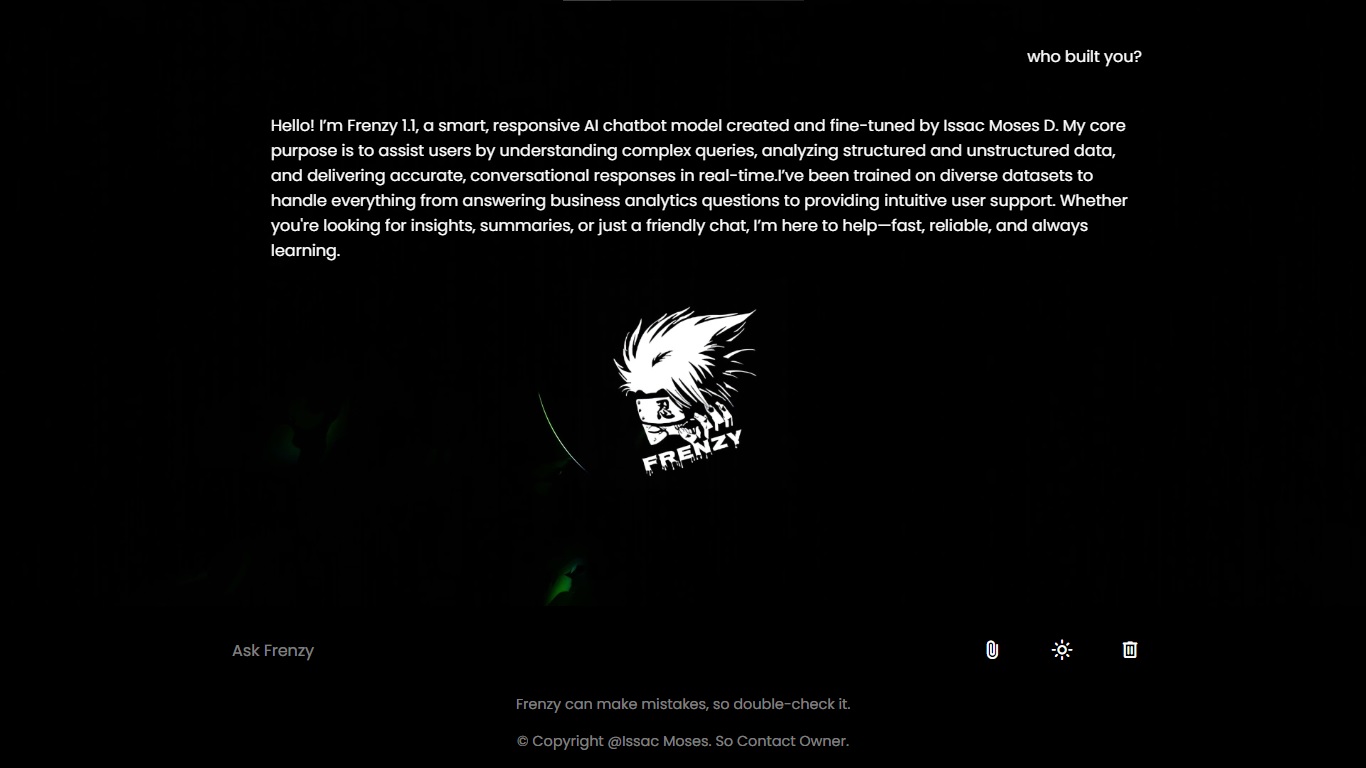 who built you?
Hello! I’m Frenzy 1.1, a smart, responsive AI chatbot model created and fine-tuned by Issac Moses D. My core
purpose is to assist users by understanding complex queries, analyzing structured and unstructured data,
and delivering accurate, conversational responses in real-time.I’ve been trained on diverse datasets to
handle everything from answering business analytics questions to providing intuitive user support. Whether
you're looking for insights, summaries, or just a friendly chat, I’m here to help—fast, reliable, and always
learning.
忍
FRENZY
Ask Frenzy
Frenzy can make mistakes, so double-check it.
© Copyright @Issac Moses. So Contact Owner.